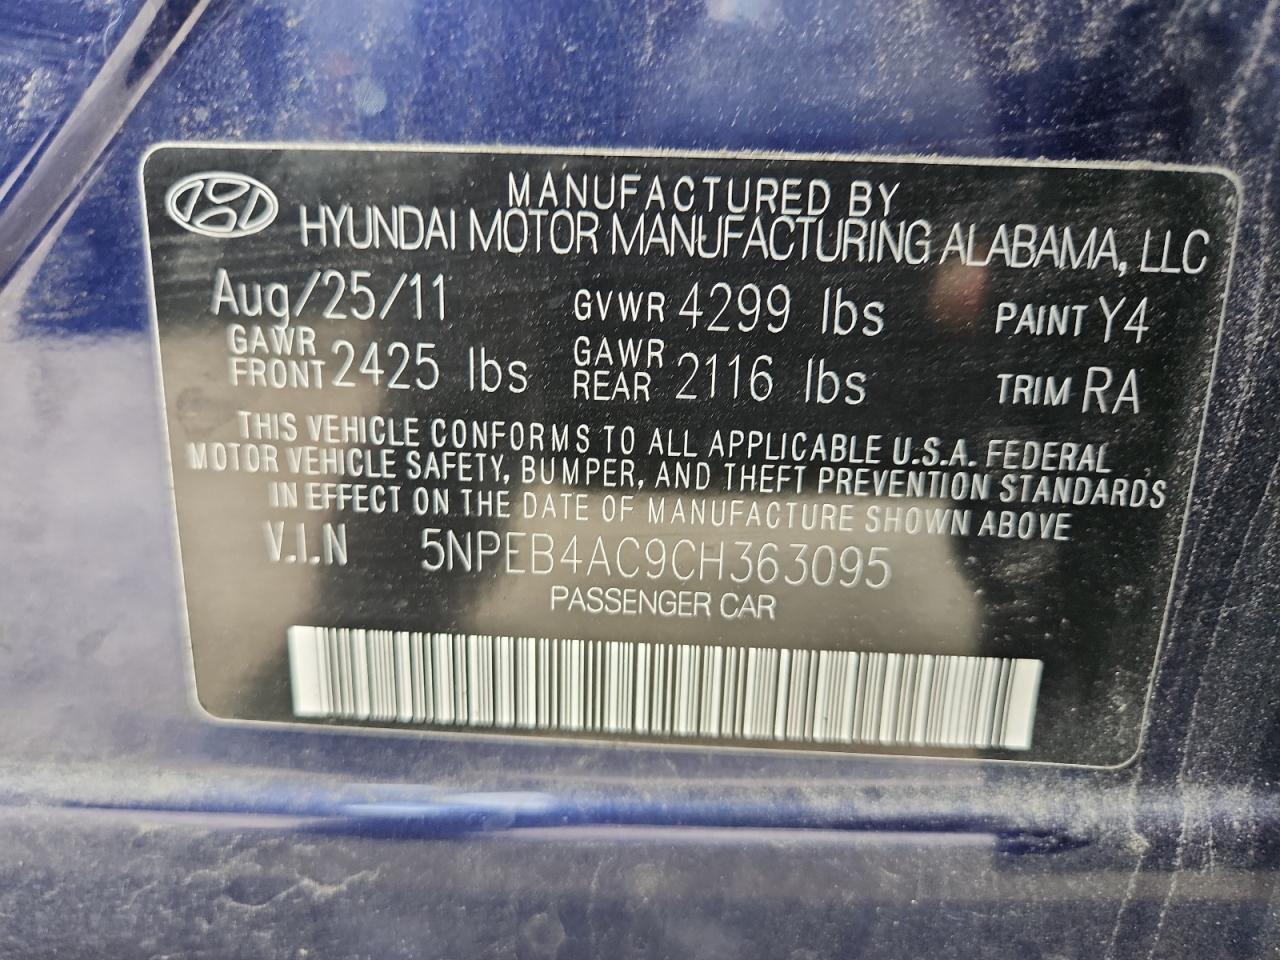 MANUFACTURED BY
HYUNDAI MOTOR MANUFACTURING ALABAMA, LLC
Aug/25/11 GVWR 4299 lbs PAINT Y4
GAWR FRONT 2425 lbs GAWR REAR 2116 lbs TRIM RA
THIS VEHICLE CONFORMS TO ALL APPLICABLE U.S.A. FEDERAL
MOTOR VEHICLE SAFETY, BUMPER, AND THEFT PREVENTION STANDARDS
IN EFFECT ON THE DATE OF MANUFACTURE SHOWN ABOVE
V.I.N 5NPEB4AC9CH363095
PASSENGER CAR